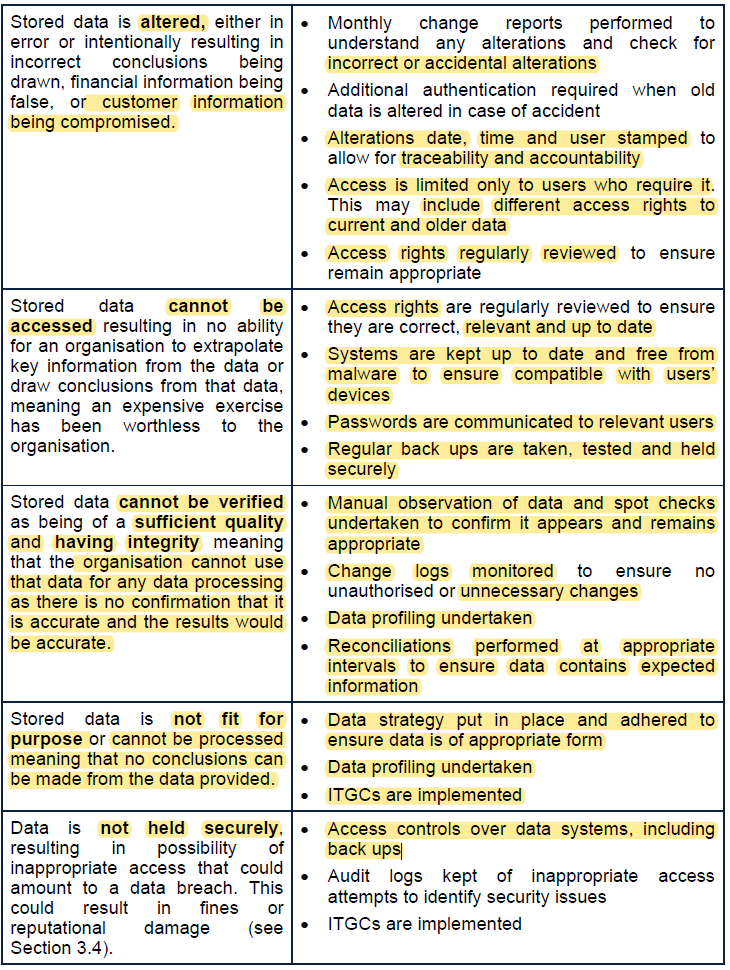 Stored data is altered, either in
error or intentionally resulting in
incorrect conclusions being
drawn, financial information being
false, or customer information
being compromised.
• Monthly change reports performed to
understand any alterations and check for
incorrect or accidental alterations
• Additional authentication required when old
data is altered in case of accident
• Alterations date, time and user stamped to
allow for traceability and accountability
• Access is limited only to users who require it.
This may include different access rights to
current and older data
• Access rights regularly reviewed to ensure
remain appropriate
Stored data cannot be
accessed resulting in no ability
for an organisation to extrapolate
key information from the data or
draw conclusions from that data,
meaning an expensive exercise
has been worthless to the
organisation.
• Access rights are regularly reviewed to ensure
they are correct, relevant and up to date
• Systems are kept up to date and free from
malware to ensure compatible with users’
devices
• Passwords are communicated to relevant users
• Regular back ups are taken, tested and held
securely
Stored data cannot be verified
as being of a sufficient quality
and having integrity meaning
that the organisation cannot use
that data for any data processing
as there is no confirmation that it
is accurate and the results would
be accurate.
• Manual observation of data and spot checks
undertaken to confirm it appears and remains
appropriate
• Change logs monitored to ensure no
unauthorised or unnecessary changes
• Data profiling undertaken
• Reconciliations performed at appropriate
intervals to ensure data contains expected
information
Stored data is not fit for
purpose or cannot be processed
meaning that no conclusions can
be made from the data provided.
• Data strategy put in place and adhered to
ensure data is of appropriate form
• Data profiling undertaken
• ITGCs are implemented
Data is not held securely,
resulting in possibility of
inappropriate access that could
amount to a data breach. This
could result in fines or
reputational damage (see
Section 3.4).
• Access controls over data systems, including
back ups
• Audit logs kept of inappropriate access
attempts to identify security issues
• ITGCs are implemented